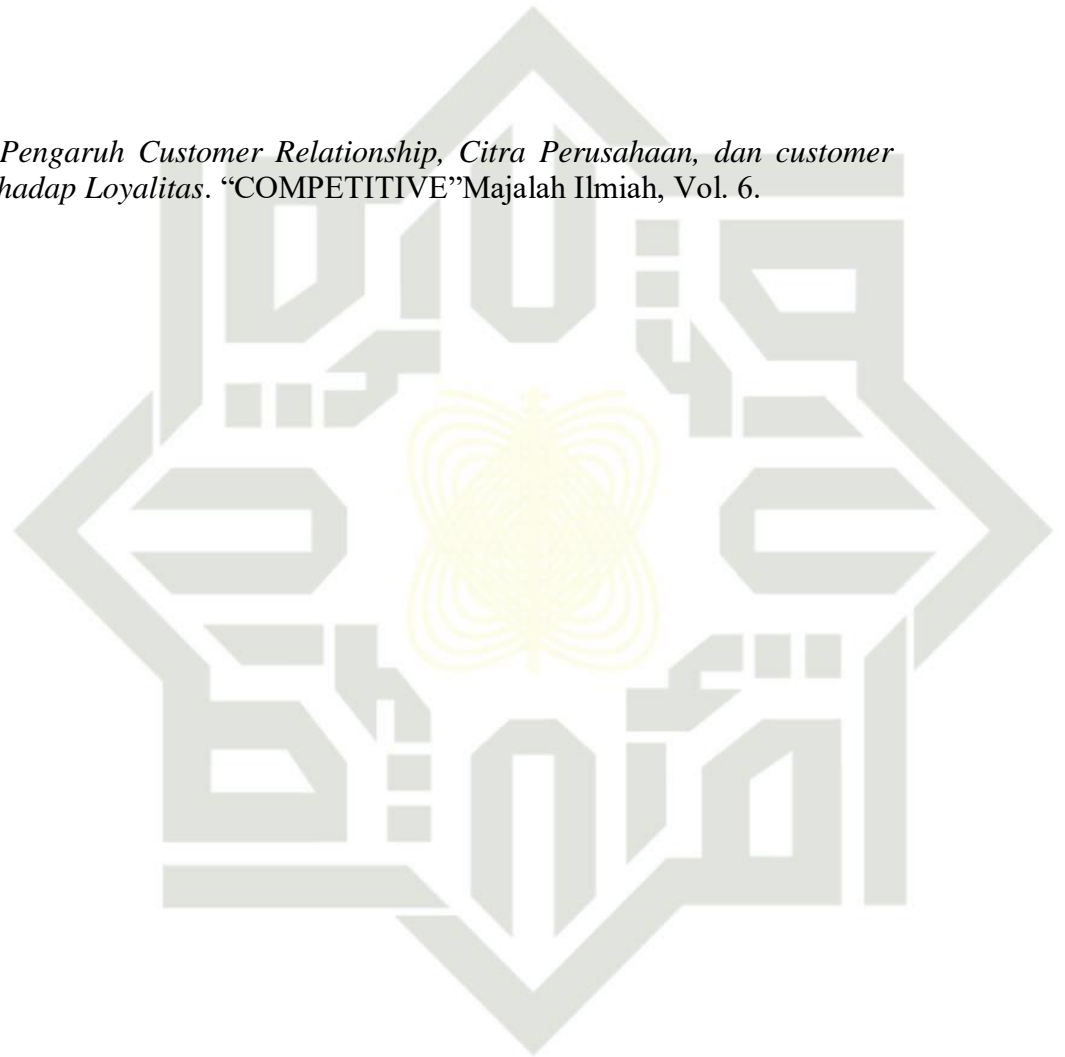 Pengaruh Customer Relationship, Citra Perusahaan, dan customer
hadap Loyalitas. “COMPETITIVE”Majalah Ilmiah, Vol. 6.